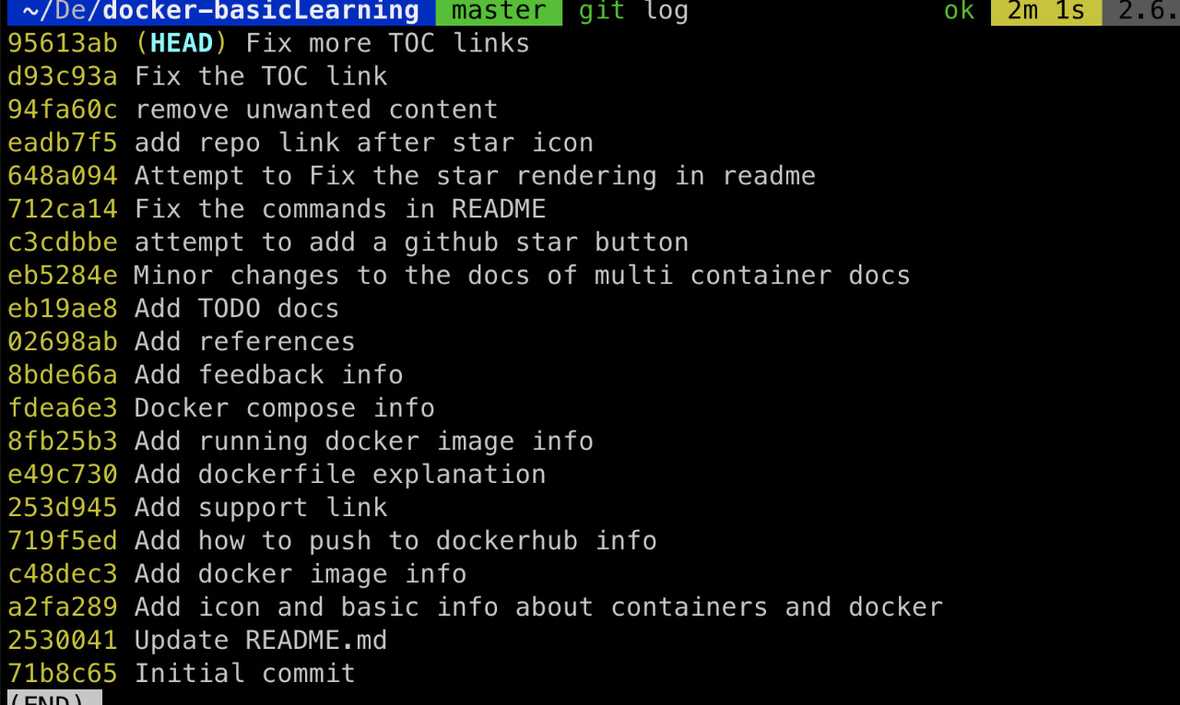 ~/De/docker-basicLearning master git log ok 2m 1s 2.6.
95613ab (HEAD) Fix more TOC links
d93c93a Fix the TOC link
94fa60c remove unwanted content
eadb7f5 add repo link after star icon
648a094 Attempt to Fix the star rendering in readme
712ca14 Fix the commands in README
c3cdbbe attempt to add a github star button
eb5284e Minor changes to the docs of multi container docs
eb19ae8 Add TODO docs
02698ab Add references
8bde66a Add feedback info
fdea6e3 Docker compose info
8fb25b3 Add running docker image info
e49c730 Add dockerfile explanation
253d945 Add support link
719f5ed Add how to push to dockerhub info
c48dec3 Add docker image info
a2fa289 Add icon and basic info about containers and docker
2530041 Update README.md
71b8c65 Initial commit
(END)